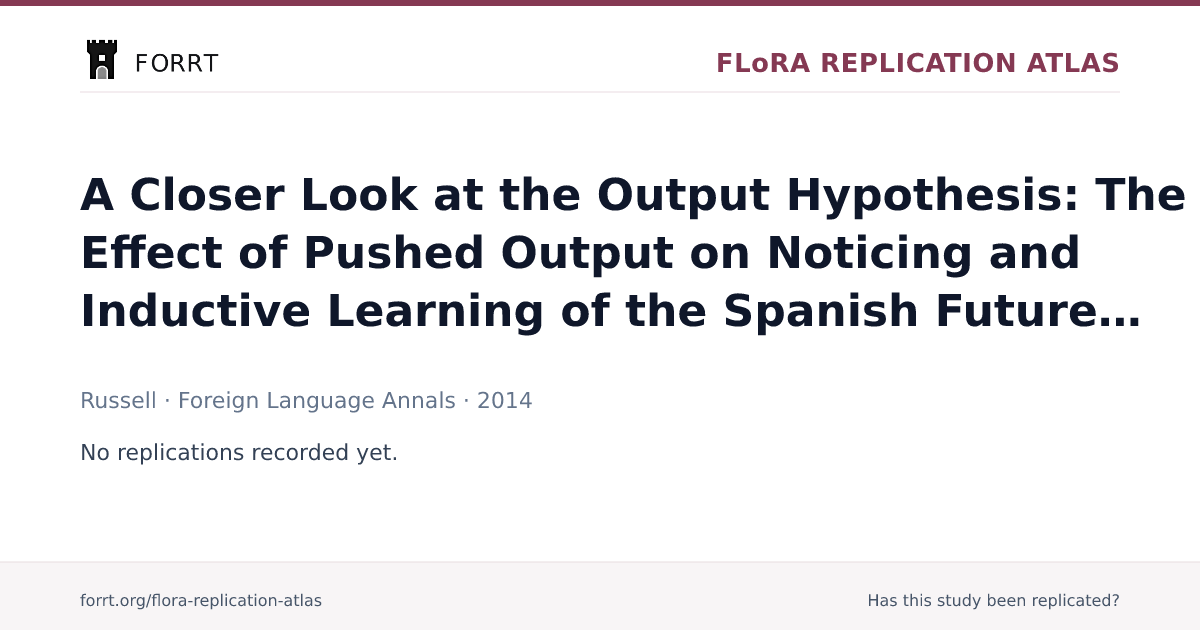 FORRT
FLoRA REPLICATION ATLAS
A Closer Look at the Output Hypothesis: The
Effect of Pushed Output on Noticing and
Inductive Learning of the Spanish Future…
Russell · Foreign Language Annals · 2014
No replications recorded yet.
forrt.org/flora-replication-atlas
Has this study been replicated?